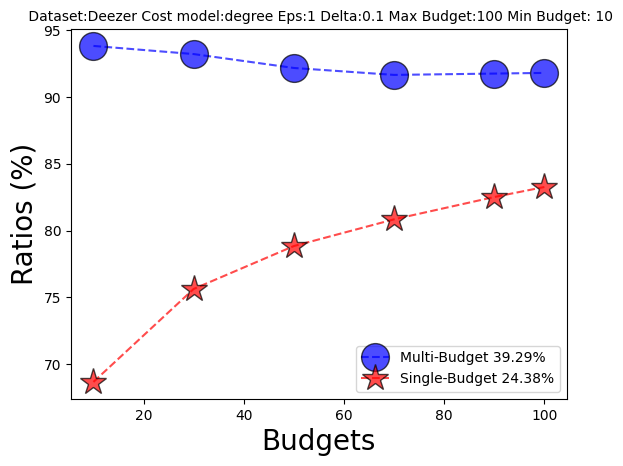 Dataset:Deezer Cost model:degree Eps:1 Delta:0.1 Max Budget:100 Min Budget: 10
95
90
85
80
75
70
Ratios (%)
Multi-Budget 39.29%
Single-Budget 24.38%
20 40 60 80 100
Budgets